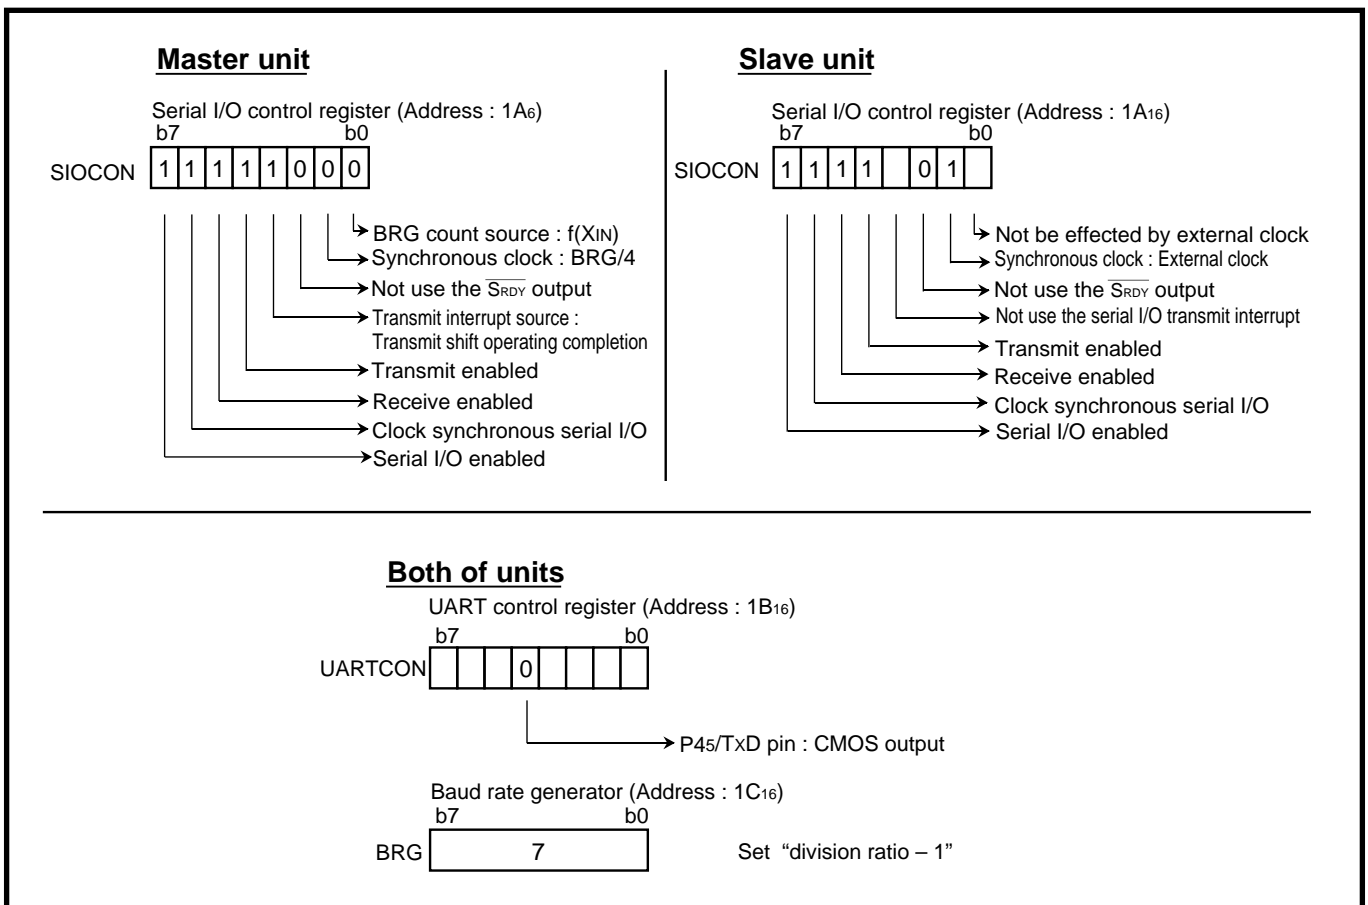 Master unit
Serial I/O control register (Address : 1A6)
b7 b0
SIOCON 1 1 1 1 1 0 0 0
BRG count source : f(XIN)
Synchronous clock : BRG/4
Not use the SRDY output
Transmit interrupt source :
Transmit shift operating completion
Transmit enabled
Receive enabled
Clock synchronous serial I/O
Serial I/O enabled
Slave unit
Serial I/O control register (Address : 1A16)
b7 b0
SIOCON 1 1 1 1 0 1
Not be effected by external clock
Synchronous clock : External clock
Not use the SRDY output
Not use the serial I/O transmit interrupt
Transmit enabled
Receive enabled
Clock synchronous serial I/O
Serial I/O enabled
Both of units
UART control register (Address : 1B16)
b7 b0
UARTCON 0
P45/TxD pin : CMOS output
Baud rate generator (Address : 1C16)
b7 b0
BRG 7 Set “division ratio – 1”